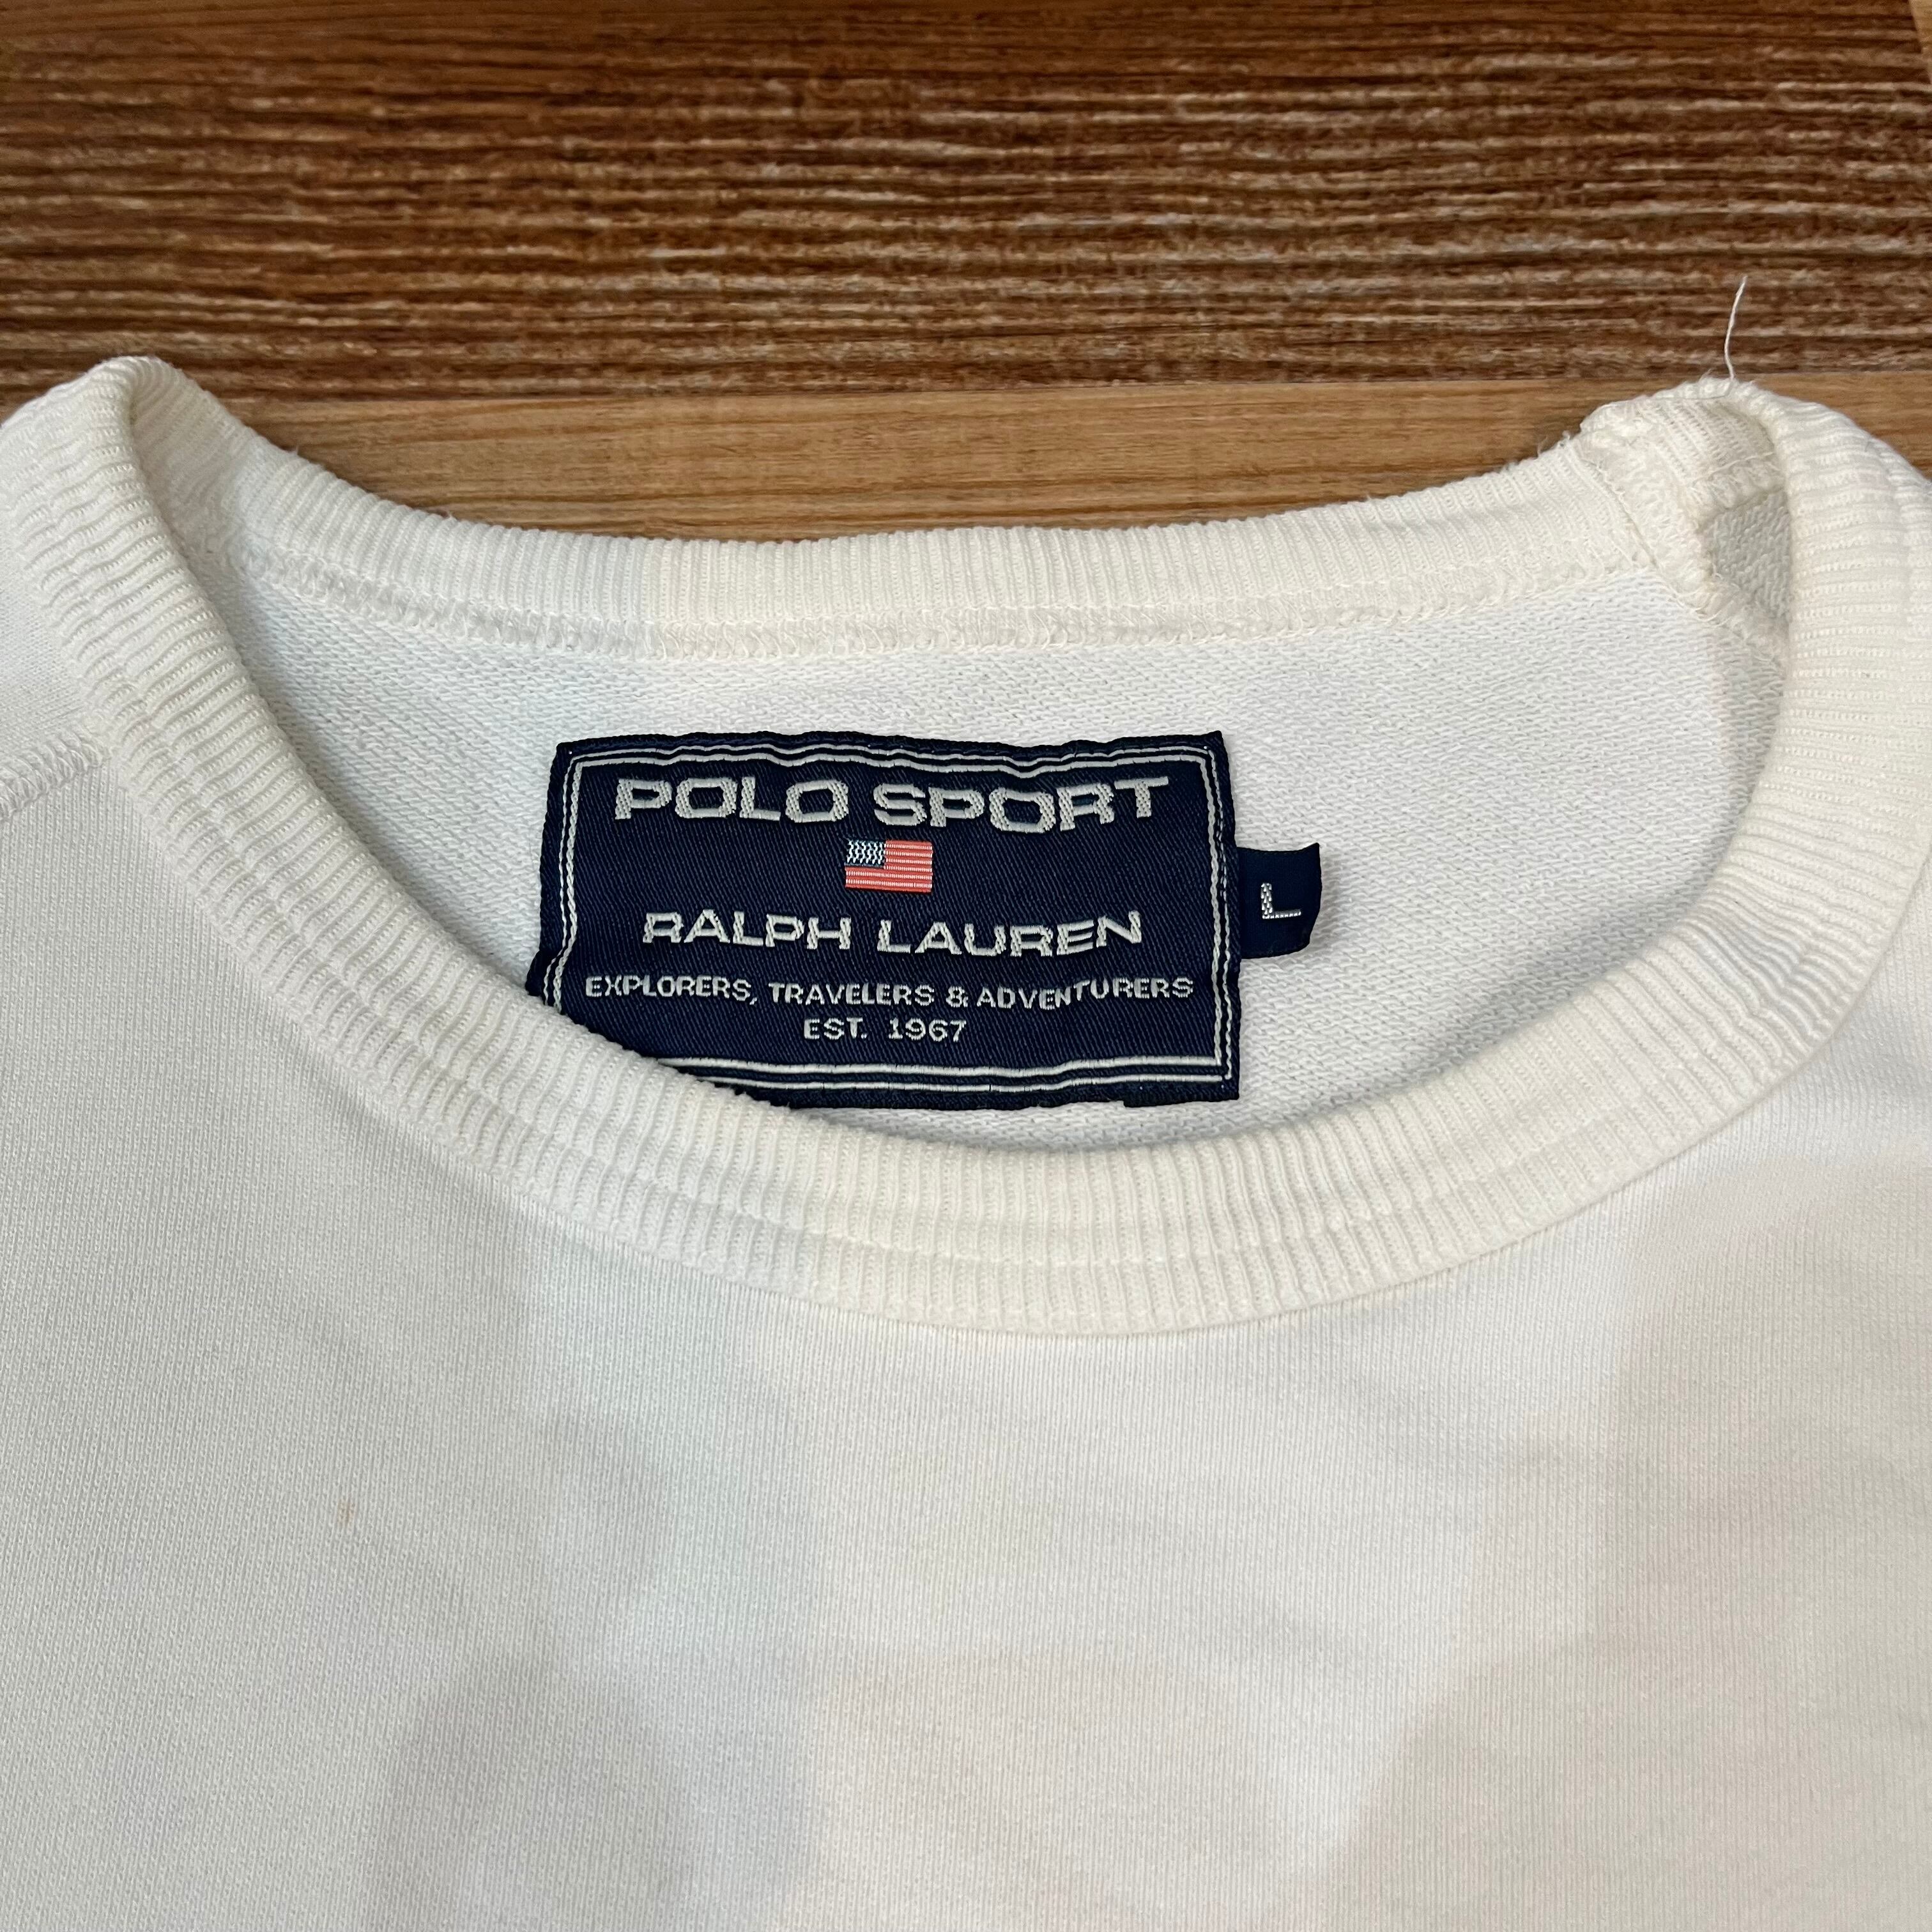 POLO SPORT
RALPH LAUREN
EXPLORERS, TRAVELERS & ADVENTURERS
EST. 1967
L